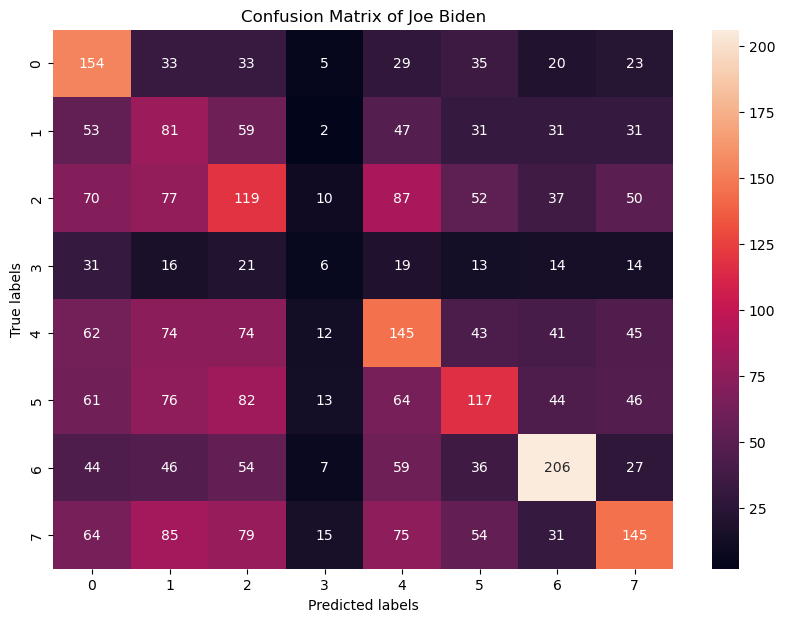 Confusion Matrix of Joe Biden
0 154 33 33 5 29 35 20 23
1 53 81 59 2 47 31 31 31
2 70 77 119 10 87 52 37 50
3 31 16 21 6 19 13 14 14
4 62 74 74 12 145 43 41 45
5 61 76 82 13 64 117 44 46
6 44 46 54 7 59 36 206 27
7 64 85 79 15 75 54 31 145
0 1 2 3 4 5 6 7
True labels
Predicted labels
200
175
150
125
100
75
50
25